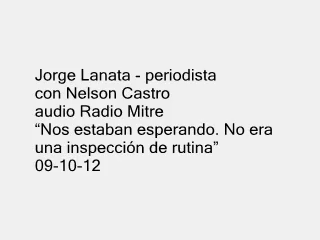 Jorge Lanata - periodista
con Nelson Castro
audio Radio Mitre
“Nos estaban esperando. No era
una inspección de rutina”
09-10-12